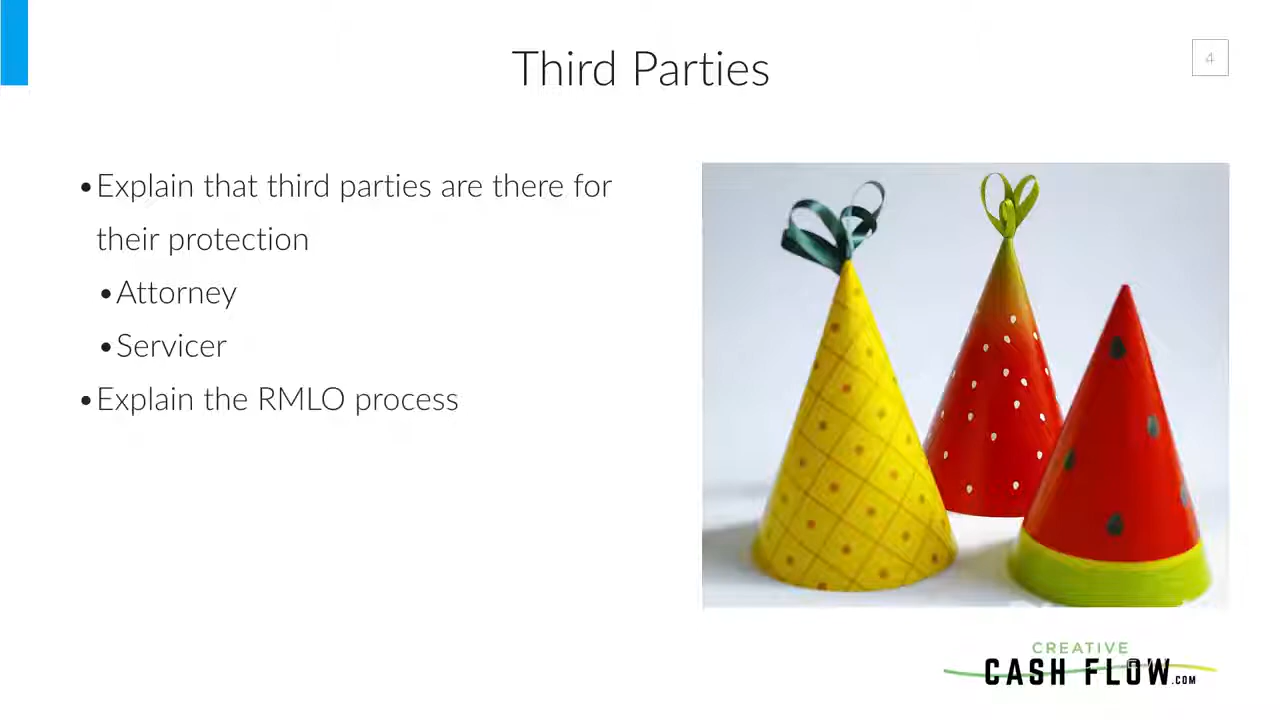 Third Parties
4
•Explain that third parties are there for
their protection
•Attorney
•Servicer
•Explain the RMLO process
CREATIVE
CASH FLOW.COM